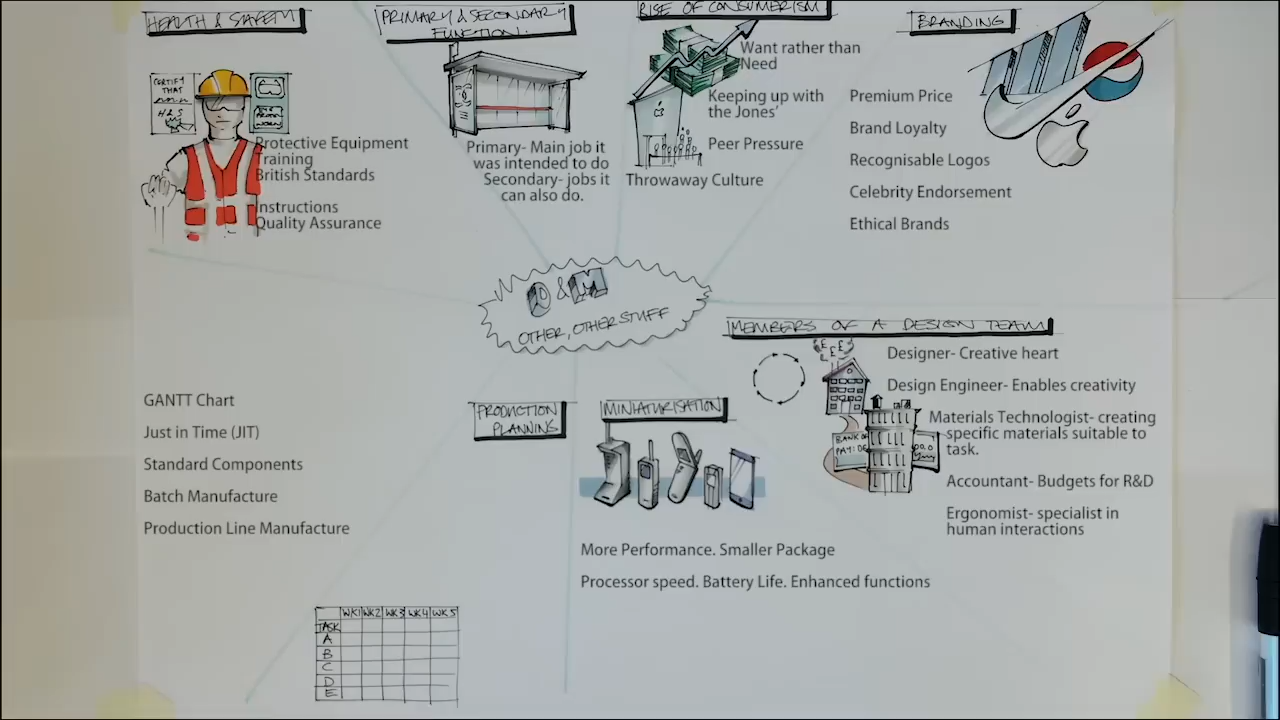 HEALTH & SAFETY
CERTIFY
THAT
H&S
Protective Equipment
Training
British Standards
Instructions
Quality Assurance
PRIMARY & SECONDARY
FUNCTION.
Primary- Main job it
was intended to do
Secondary- jobs it
can also do.
RISE OF CONSUMERISM
Want rather than
Need
Keeping up with
the Jones'
Peer Pressure
Throwaway Culture
BRANDING
Premium Price
Brand Loyalty
Recognisable Logos
Celebrity Endorsement
Ethical Brands
D & M
OTHER, OTHER STUFF
MEMBERS OF A DESIGN TEAM
£ £ £
Designer- Creative heart
Design Engineer- Enables creativity
Materials Technologist- creating
specific materials suitable to
task.
BANK OF
PAY: DE
Accountant- Budgets for R&D
Ergonomist- specialist in
human interactions
MINIATURISATION
More Performance. Smaller Package
Processor speed. Battery Life. Enhanced functions
PRODUCTION
PLANNING
GANTT Chart
Just in Time (JIT)
Standard Components
Batch Manufacture
Production Line Manufacture
WK1 WK2 WK3 WK4 WK5
TASK
A
B
C
D
E